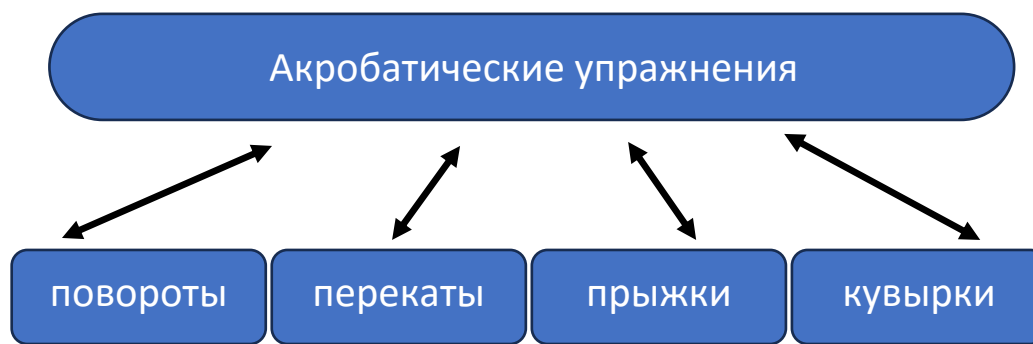 Акробатические упражнения
повороты
перекаты
прыжки
кувырки